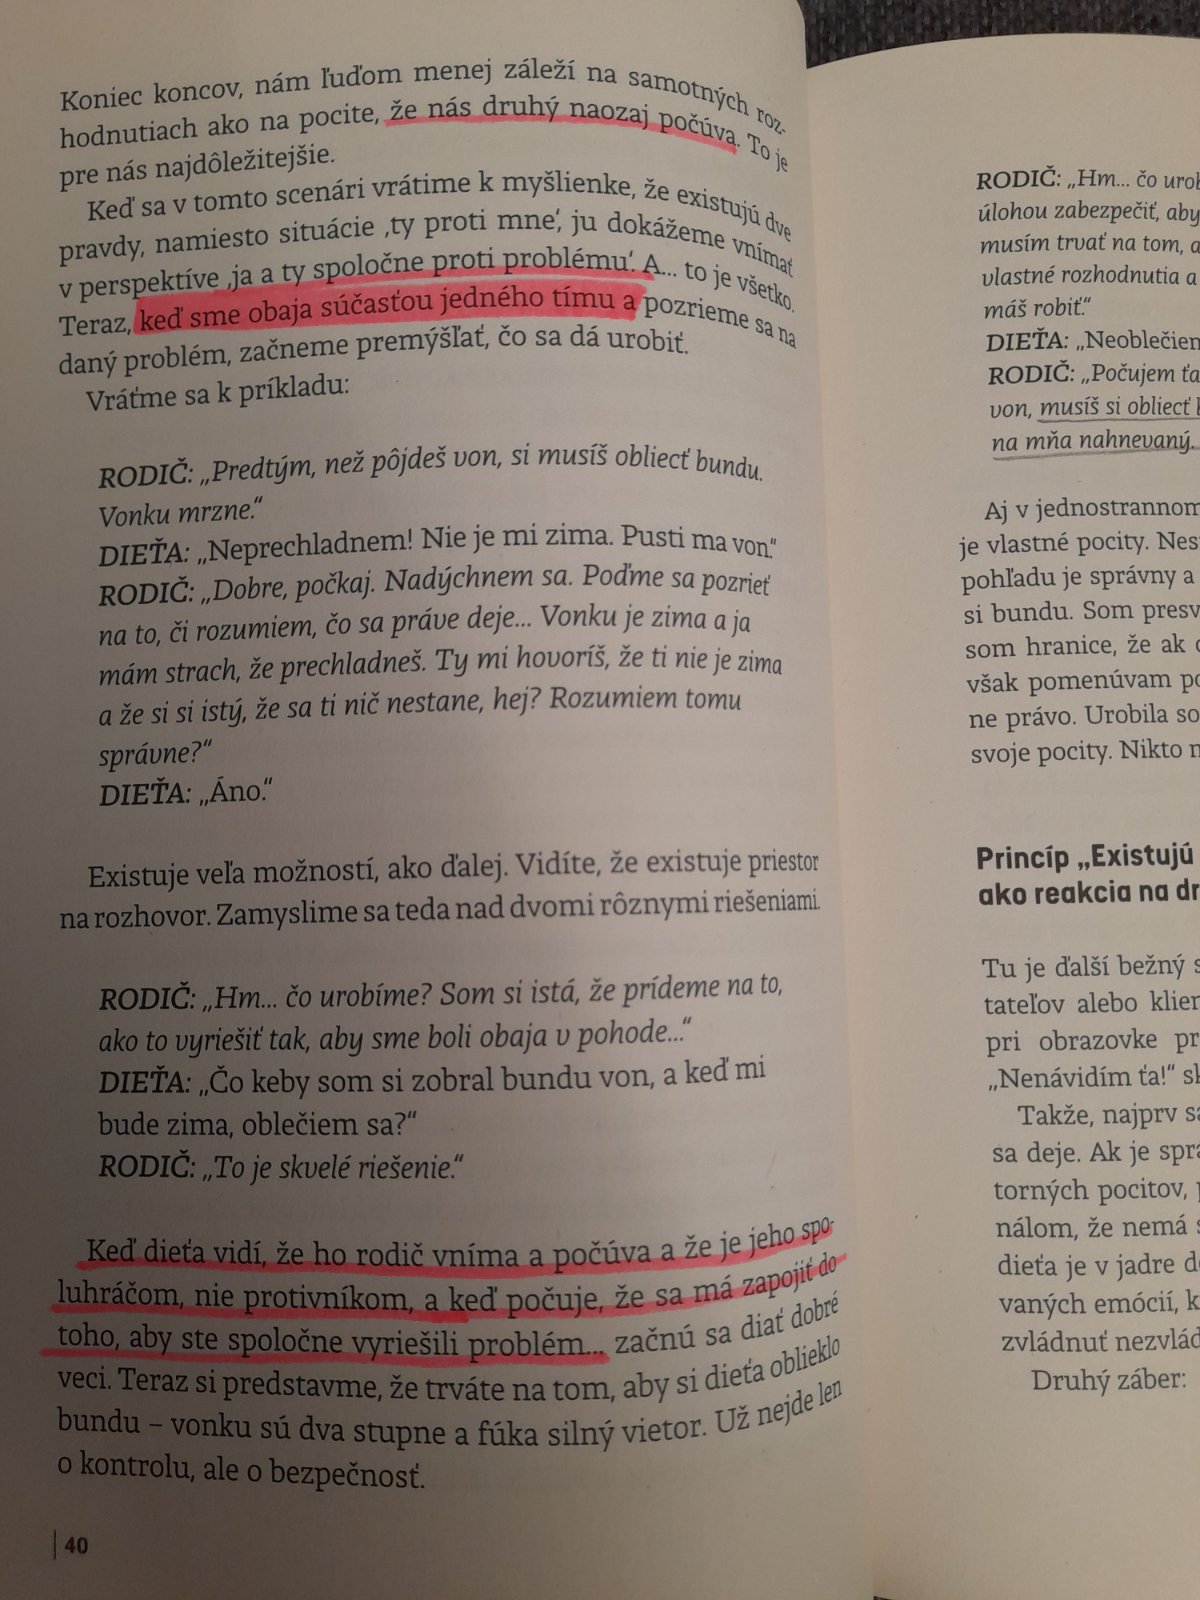 Koniec koncov, nám ľuďom menej záleží na samotných roz-
hodnutiach ako na pocite, že nás druhý naozaj počúva. To je
pre nás najdôležitejšie.
Keď sa v tomto scenári vrátime k myšlienke, že existujú dve
pravdy, namiesto situácie ‚ty proti mne‘, ju dokážeme vnímať
v perspektíve ‚ja a ty spoločne proti problému‘. A... to je všetko.
Teraz, keď sme obaja súčasťou jedného tímu a pozrieme sa na
daný problém, začneme premýšľať, čo sa dá urobiť.
Vráťme sa k príkladu:
RODIČ: „Predtým, než pôjdeš von, si musíš obliecť bundu.
Vonku mrzne.“
DIEŤA: „Neprechladnem! Nie je mi zima. Pusti ma von.“
RODIČ: „Dobre, počkaj. Nadýchnem sa. Poďme sa pozrieť
na to, či rozumiem, čo sa práve deje... Vonku je zima a ja
mám strach, že prechladneš. Ty mi hovoríš, že ti nie je zima
a že si si istý, že sa ti nič nestane, hej? Rozumiem tomu
správne?“
DIEŤA: „Áno.“
Existuje veľa možností, ako ďalej. Vidíte, že existuje priestor
na rozhovor. Zamyslime sa teda nad dvomi rôznymi riešeniami.
RODIČ: „Hm... čo urobíme? Som si istá, že prídeme na to,
ako to vyriešiť tak, aby sme boli obaja v pohode...“
DIEŤA: „Čo keby som si zobral bundu von, a keď mi
bude zima, oblečiem sa?“
RODIČ: „To je skvelé riešenie.“
Keď dieťa vidí, že ho rodič vníma a počúva a že je jeho spo-
luhráčom, nie protivníkom, a keď počuje, že sa má zapojiť do
toho, aby ste spoločne vyriešili problém... začnú sa diať dobré
veci. Teraz si predstavme, že trváte na tom, aby si dieťa oblieklo
bundu – vonku sú dva stupne a fúka silný vietor. Už nejde len
o kontrolu, ale o bezpečnosť.
40
RODIČ: „Hm... čo
úlohou zabezpečiť, aby
musím trvať na tom,
vlastné rozhodnutia a
máš robiť.“
DIEŤA: „Neoblečiem
RODIČ: „Počujem
von, musíš si obliecť
na mňa nahnevaný.
Aj v jednostrannom
je vlastné pocity.
pohľadu je správny a
si bundu. Som
som hranice, že ak
však pomenúvam
ne právo. Urobila
svoje pocity. Nikto
Princíp „Existujú
ako reakcia na
Tu je ďalší bežný
tateľov alebo
pri obrazovke
„Nenávidím ťa!“
Takže, najprv
sa deje. Ak je
torných pocitov,
nálom, že nemá
dieťa je v jadre
vaných emócií,
zvládnuť
Druhý záber: